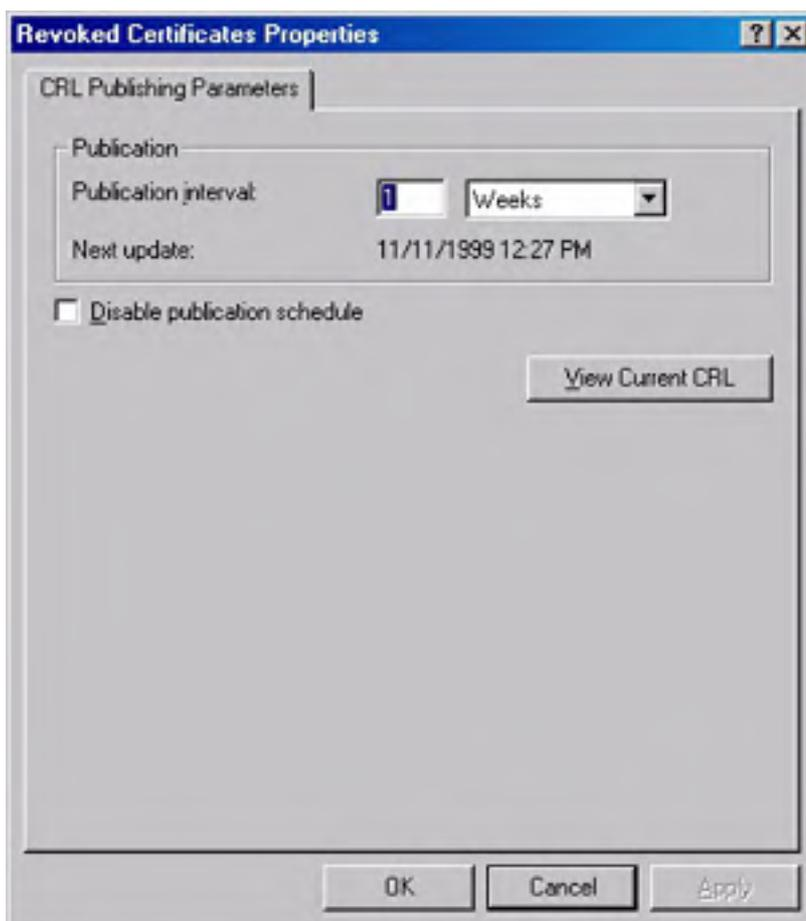 Revoked Certificates Properties
CRL Publishing Parameters
Publication
Publication interval: 1 Weeks
Next update: 11/11/1999 12:27 PM
Disable publication schedule
View Current CRL
OK Cancel Apply